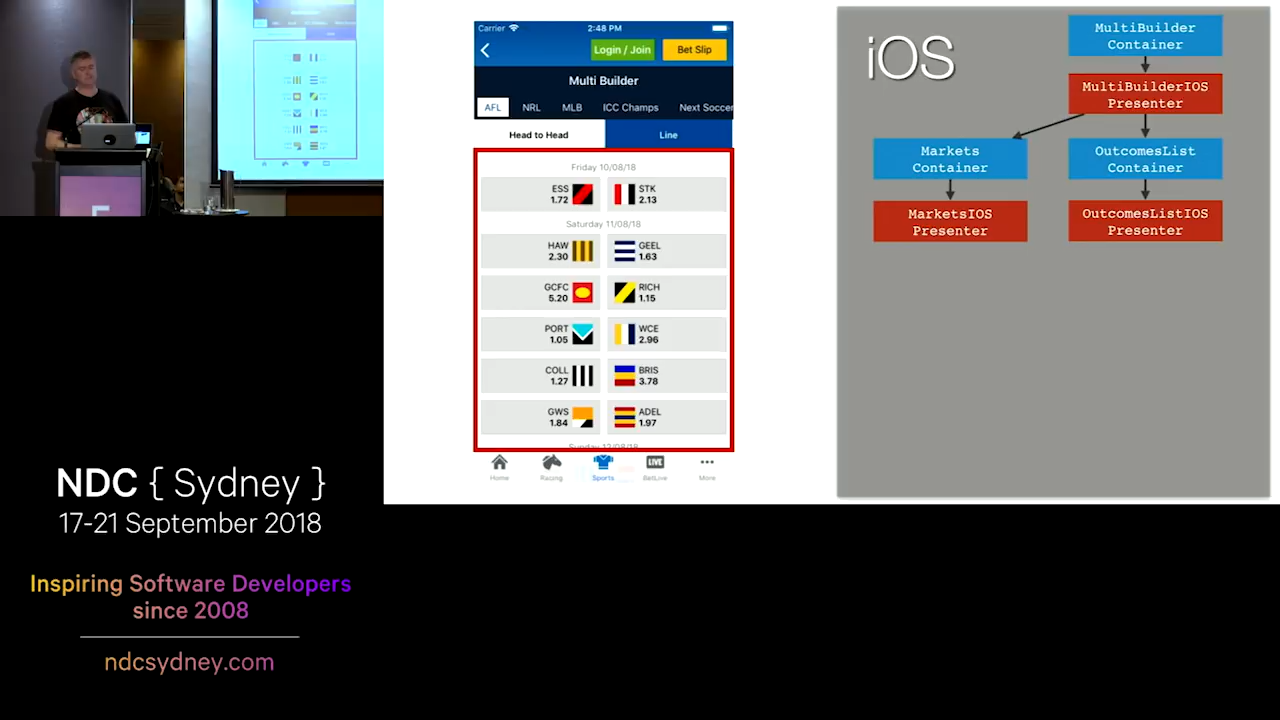 Carrier
2:48 PM
Login / Join
Bet Slip
Multi Builder
AFL
NRL
MLB
ICC Champs
Next Soccer
Head to Head
Line
Friday 10/08/18
ESS
1.72
STK
2.13
Saturday 11/08/18
HAW
2.30
GEEL
1.63
GCFC
5.20
RICH
1.15
PORT
1.05
WCE
2.96
COLL
1.27
BRIS
3.78
GWS
1.84
ADEL
1.97
Sunday 12/08/18
Home
Racing
Sports
LIVE
BetLive
More
iOS
MultiBuilder
Container
MultiBuilderIOS
Presenter
Markets
Container
OutcomesList
Container
MarketsIOS
Presenter
OutcomesListIOS
Presenter
NDC { Sydney }
17-21 September 2018
Inspiring Software Developers
since 2008
ndcsydney.com